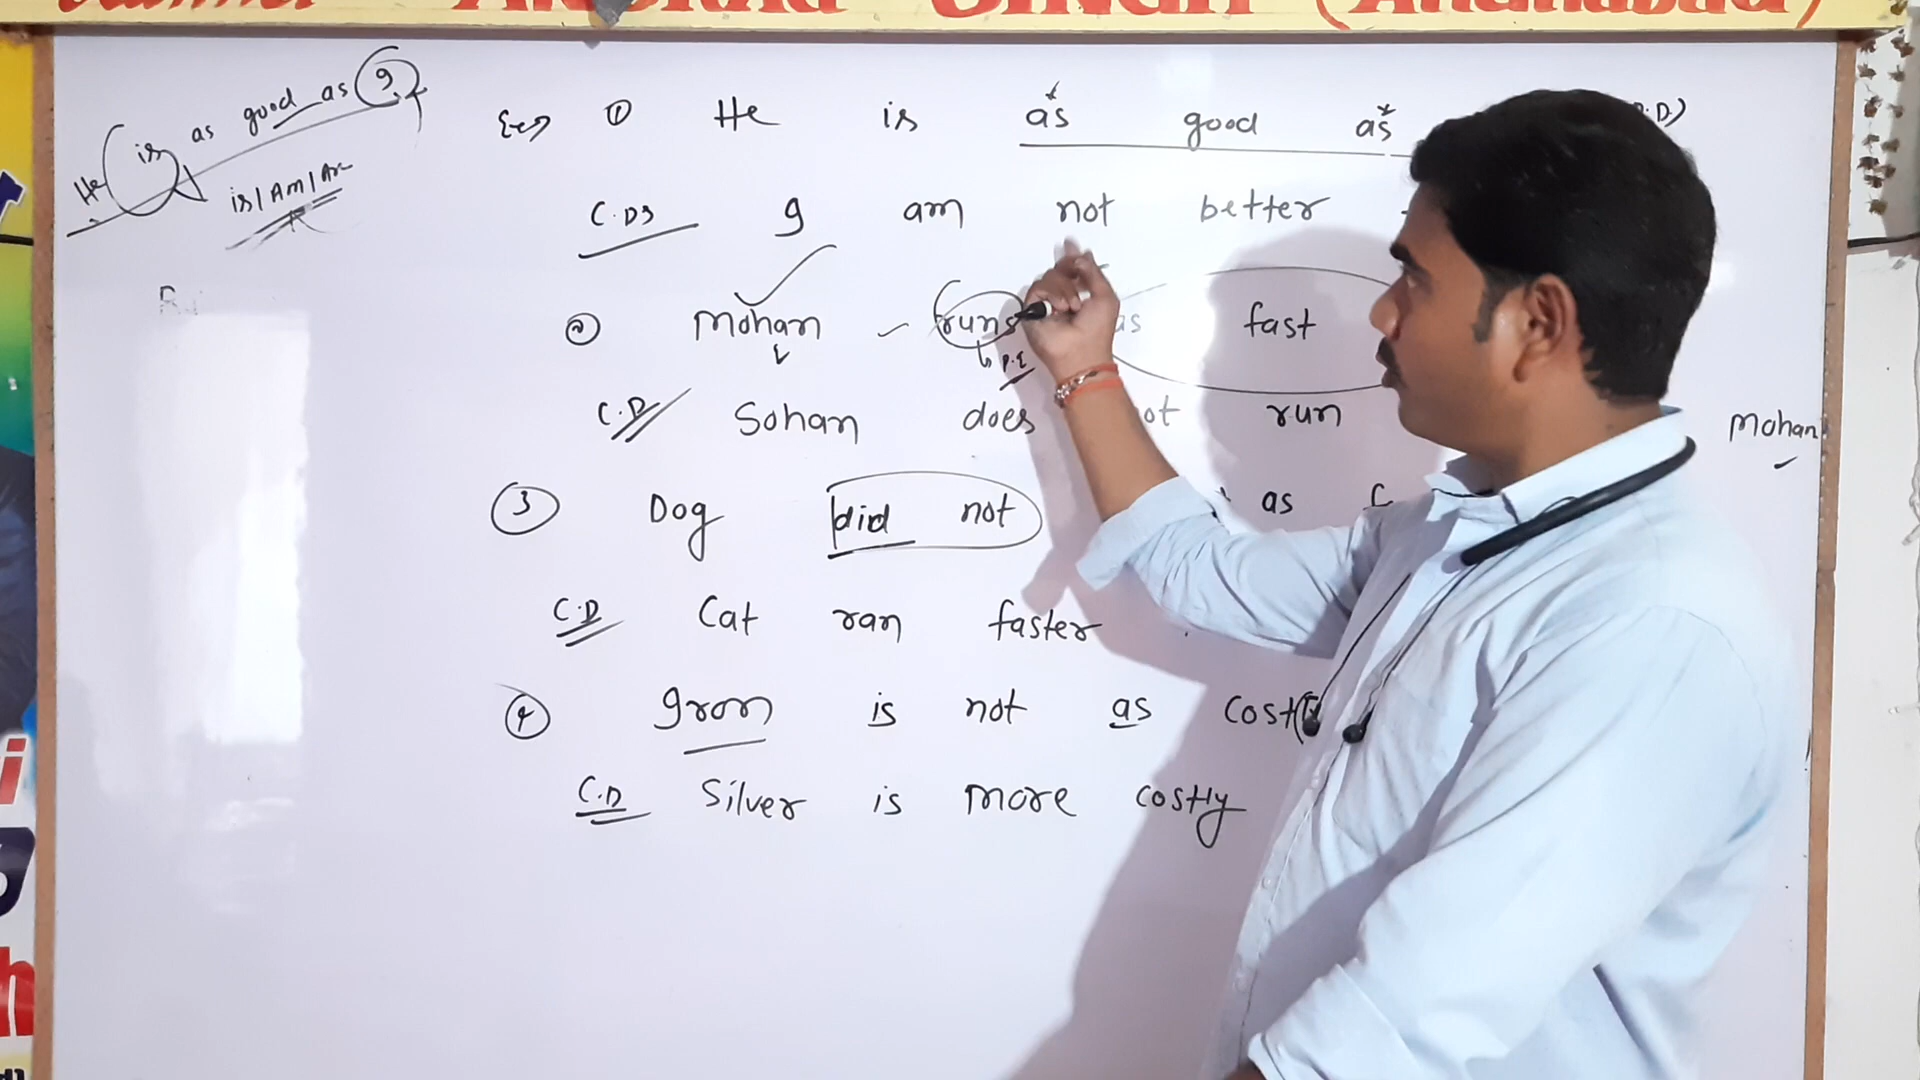 SINGH (Allahabad)
He is as good as I
is/Am/Are
Ex→ ① He is as good as P.D)
C.D→ I am not better
② Mohan runs as fast
P.I
C.D Sohan does not run Mohan
③ Dog did not as
C.D Cat ran faster
④ Iron is not as costly
C.D Silver is more costly